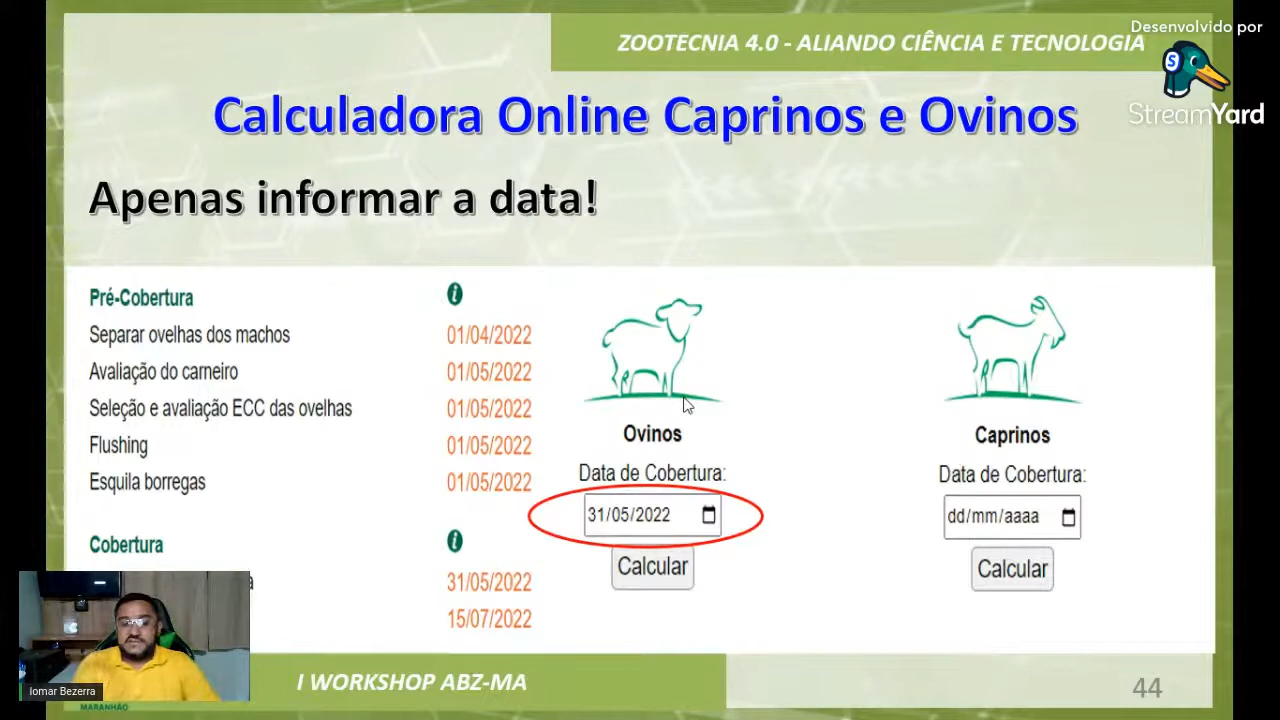 Desenvolvido por
StreamYard
ZOOTECNIA 4.0 - ALIANDO CIÊNCIA E TECNOLOGIA
Calculadora Online Caprinos e Ovinos
Apenas informar a data!
Pré-Cobertura
Separar ovelhas dos machos 01/04/2022
Avaliação do carneiro 01/05/2022
Seleção e avaliação ECC das ovelhas 01/05/2022
Flushing 01/05/2022
Esquila borregas 01/05/2022
Cobertura
31/05/2022
15/07/2022
Ovinos
Data de Cobertura:
31/05/2022
Calcular
Caprinos
Data de Cobertura:
dd/mm/aaaa
Calcular
Iomar Bezerra
MARANHÃO
I WORKSHOP ABZ-MA
44